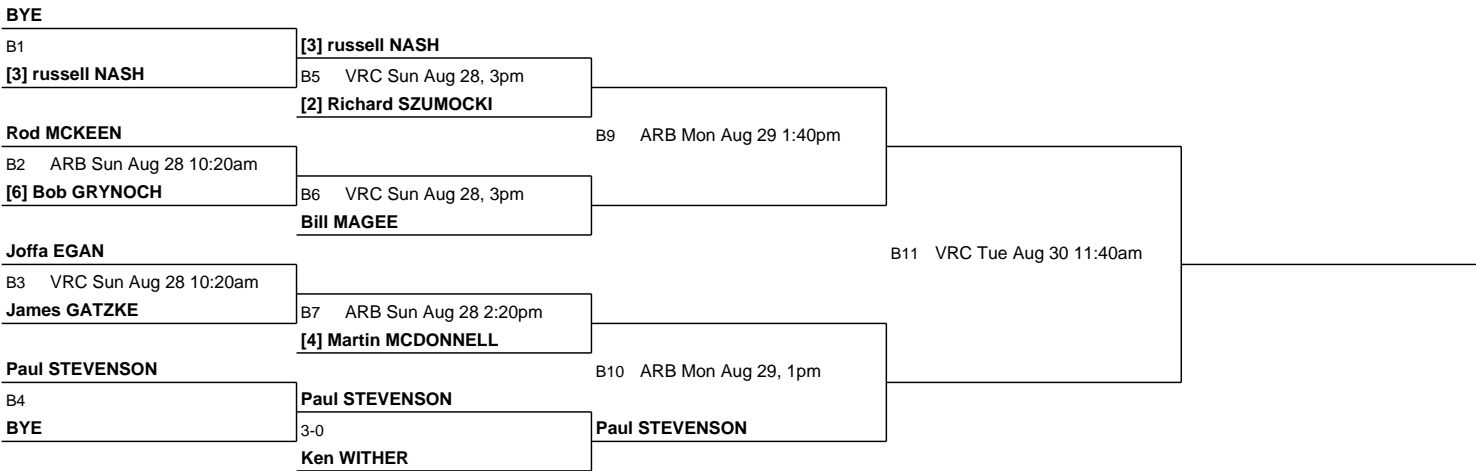 BYE
B1
[3] russell NASH
[3] russell NASH
B5 VRC Sun Aug 28, 3pm
[2] Richard SZUMOCKI
Rod MCKEEN
B2 ARB Sun Aug 28 10:20am
[6] Bob GRYNOCH
B9 ARB Mon Aug 29 1:40pm
B6 VRC Sun Aug 28, 3pm
Bill MAGEE
Joffa EGAN
B3 VRC Sun Aug 28 10:20am
James GATZKE
B11 VRC Tue Aug 30 11:40am
B7 ARB Sun Aug 28 2:20pm
[4] Martin MCDONNELL
Paul STEVENSON
B4
BYE
B10 ARB Mon Aug 29, 1pm
Paul STEVENSON
3-0
Ken WITHER
Paul STEVENSON